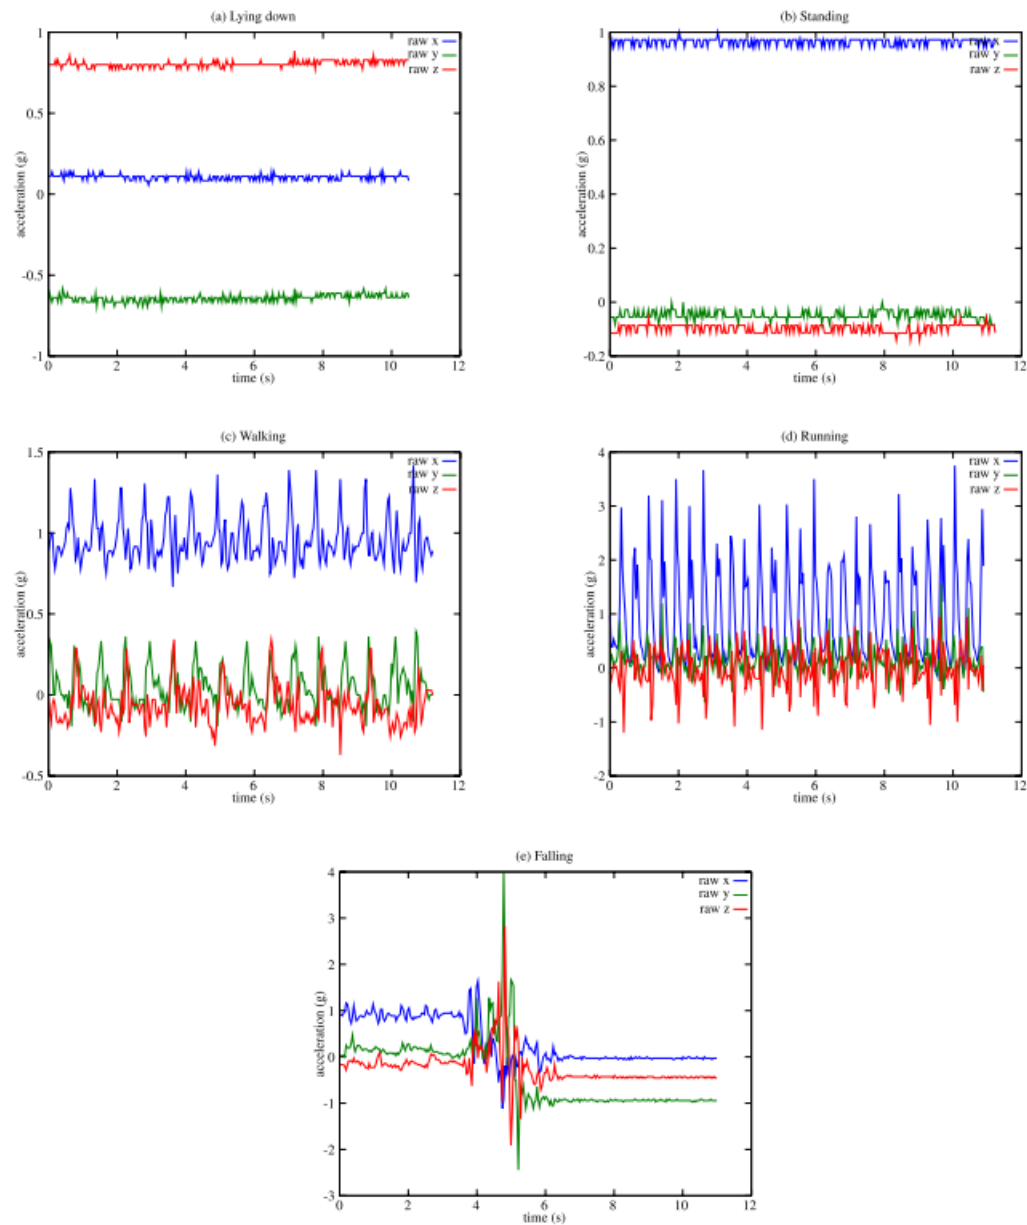 (a) Lying down
1
0.5
0
-0.5
-1
0 2 4 6 8 10 12
acceleration (g)
time (s)
raw x
raw y
raw z
(b) Standing
1
0.8
0.6
0.4
0.2
0
-0.2
0 2 4 6 8 10 12
acceleration (g)
time (s)
raw x
raw y
raw z
(c) Walking
1.5
1
0.5
0
-0.5
0 2 4 6 8 10 12
acceleration (g)
time (s)
raw x
raw y
raw z
(d) Running
4
3
2
1
0
-1
-2
0 2 4 6 8 10 12
acceleration (g)
time (s)
raw x
raw y
raw z
(e) Falling
4
3
2
1
0
-1
-2
-3
0 2 4 6 8 10 12
acceleration (g)
time (s)
raw x
raw y
raw z